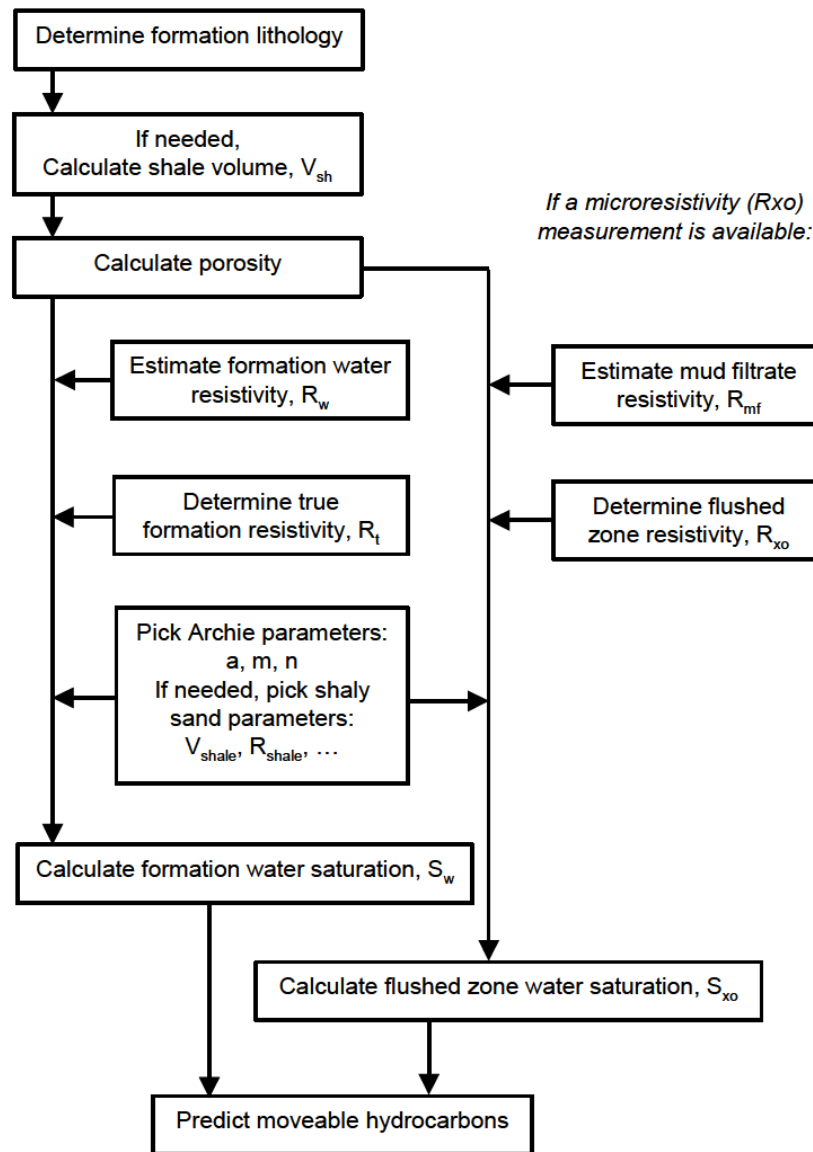 Determine formation lithology
If needed,
Calculate shale volume, Vsh
If a microresistivity (Rxo)
measurement is available:
Calculate porosity
Estimate formation water
resistivity, Rw
Estimate mud filtrate
resistivity, Rmf
Determine true
formation resistivity, Rt
Determine flushed
zone resistivity, Rxo
Pick Archie parameters:
a, m, n
If needed, pick shaly
sand parameters:
Vshale, Rshale, …
Calculate formation water saturation, Sw
Calculate flushed zone water saturation, Sxo
Predict moveable hydrocarbons